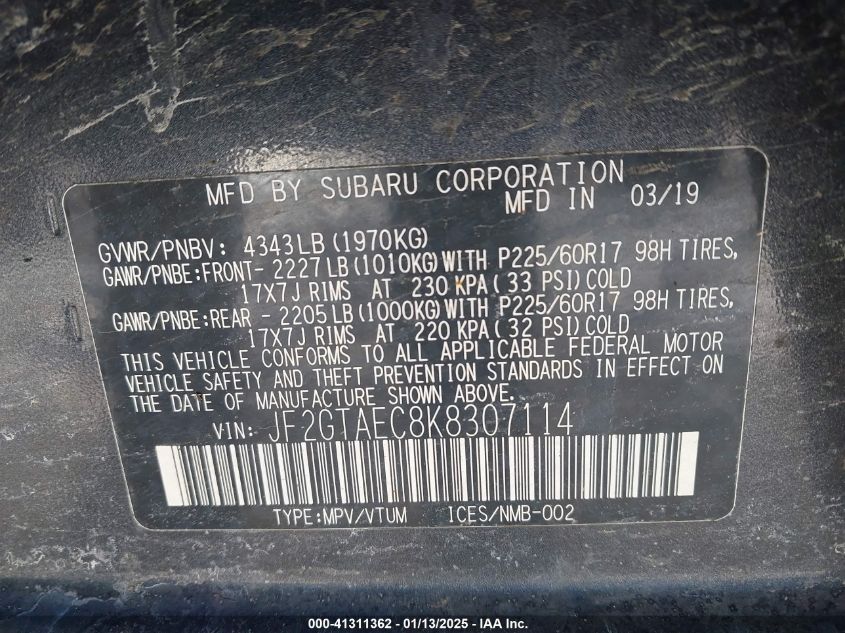 MFD BY SUBARU CORPORATION
MFD IN 03/19
GVWR/PNBV: 4343LB (1970KG)
GAWR/PNBE:FRONT- 2227 LB (1010KG) WITH P225/60R17 98H TIRES,
17X7J RIMS AT 230 KPA ( 33 PSI) COLD
GAWR/PNBE:REAR - 2205 LB (1000KG) WITH P225/60R17 98H TIRES,
17X7J RIMS AT 220 KPA ( 32 PSI) COLD
THIS VEHICLE CONFORMS TO ALL APPLICABLE FEDERAL MOTOR
VEHICLE SAFETY AND THEFT PREVENTION STANDARDS IN EFFECT ON
THE DATE OF MANUFACTURE SHOWN ABOVE.
VIN: JF2GTAEC8K8307114
TYPE:MPV/VTUM ICES/NMB-002
000-41311362 - 01/13/2025 - IAA Inc.